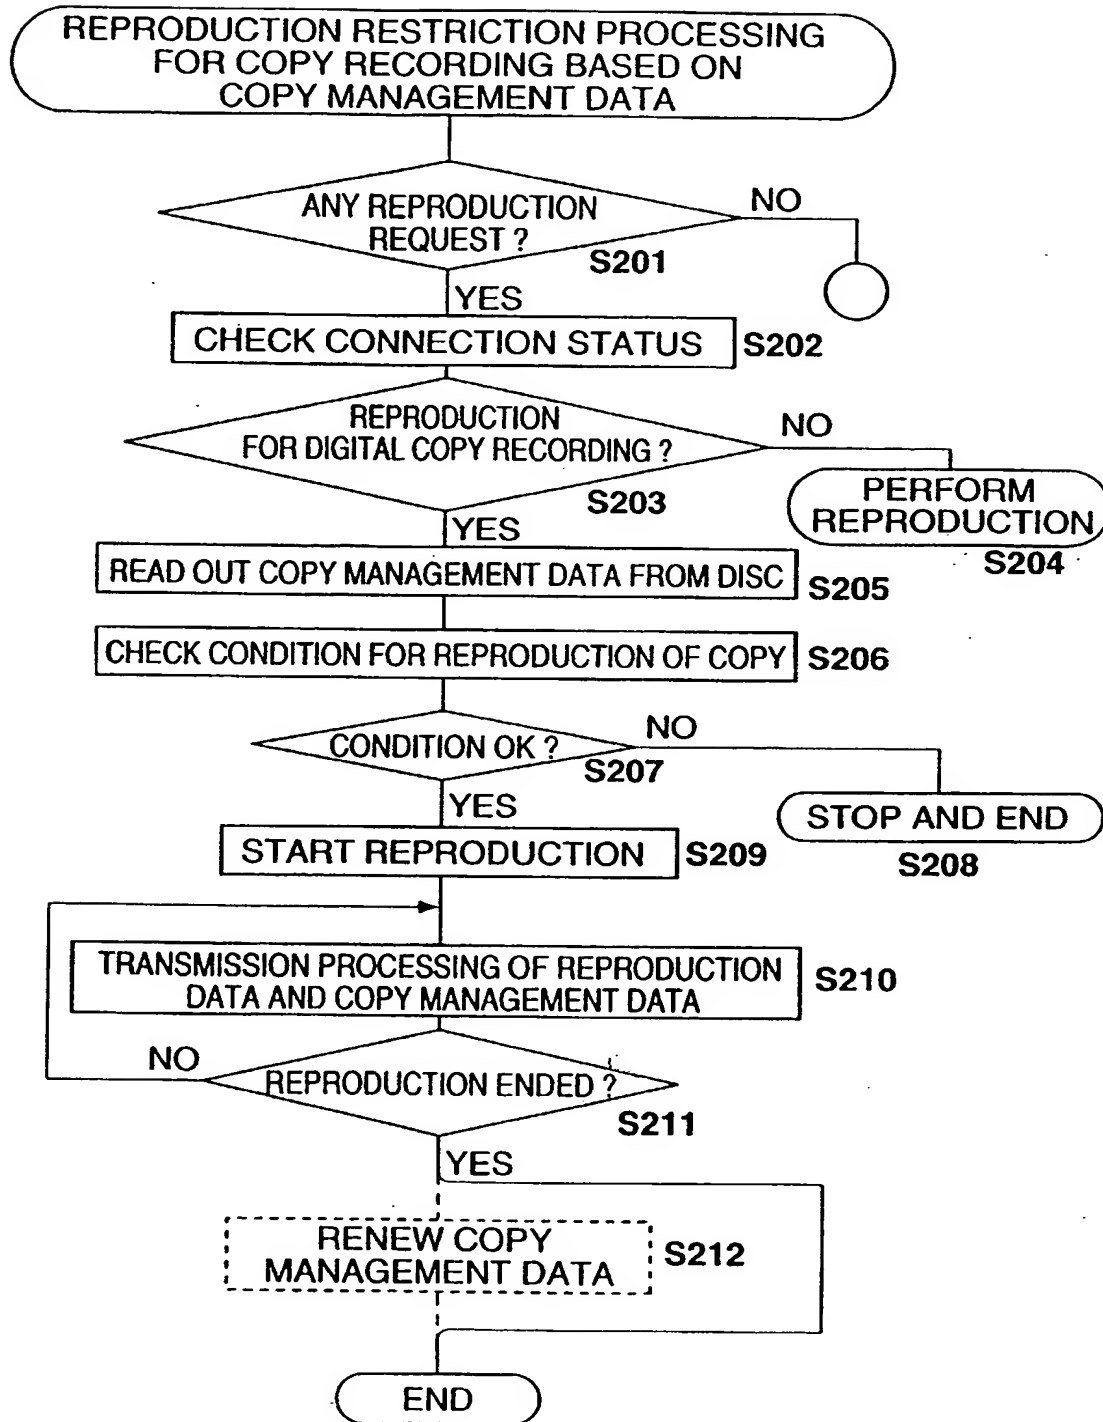 REPRODUCTION RESTRICTION PROCESSING
FOR COPY RECORDING BASED ON
COPY MANAGEMENT DATA
ANY REPRODUCTION
REQUEST ?
S201
NO
YES
CHECK CONNECTION STATUS
S202
REPRODUCTION
FOR DIGITAL COPY RECORDING ?
S203
NO
PERFORM
REPRODUCTION
S204
YES
READ OUT COPY MANAGEMENT DATA FROM DISC
S205
CHECK CONDITION FOR REPRODUCTION OF COPY
S206
CONDITION OK ?
S207
NO
STOP AND END
S208
YES
START REPRODUCTION
S209
TRANSMISSION PROCESSING OF REPRODUCTION
DATA AND COPY MANAGEMENT DATA
S210
NO
REPRODUCTION ENDED ?
S211
YES
RENEW COPY
MANAGEMENT DATA
S212
END